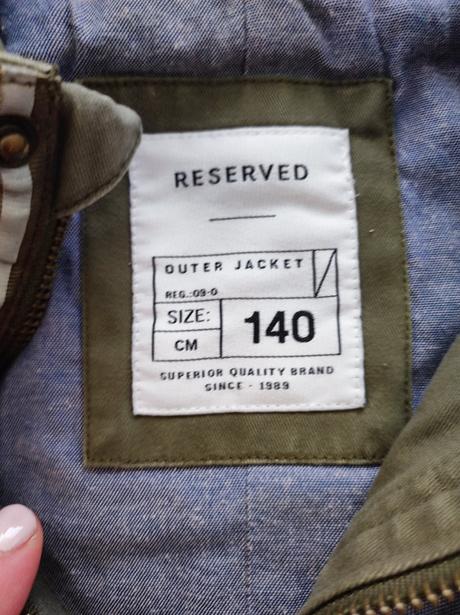 RESERVED
OUTER JACKET
REG.:09-0
SIZE:
CM
140
SUPERIOR QUALITY BRAND
SINCE - 1989